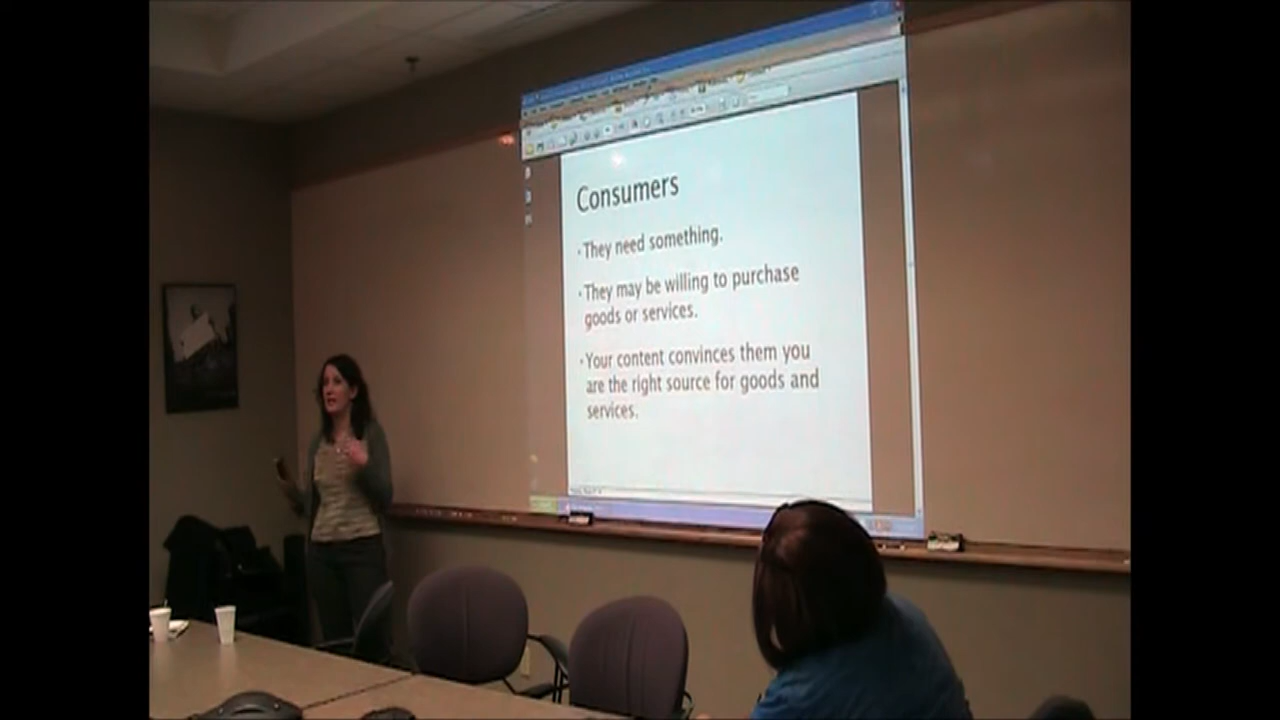 Consumers
• They need something.
• They may be willing to purchase
goods or services.
• Your content convinces them you
are the right source for goods and
services.